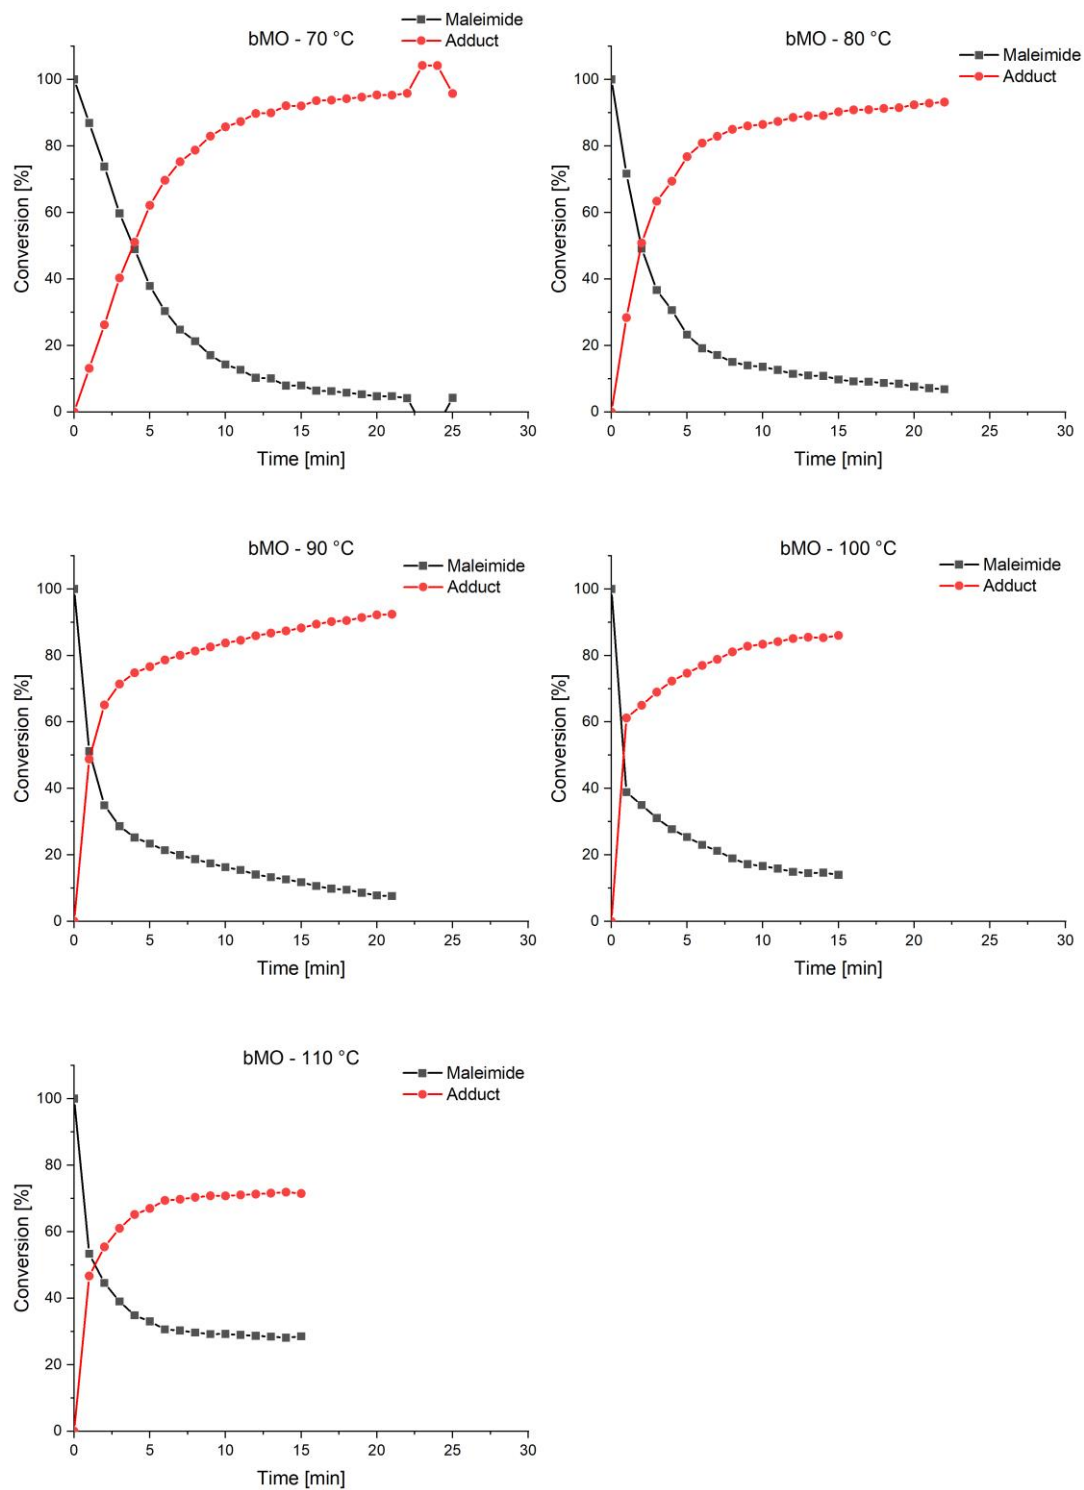 bMO - 70 °C
Maleimide
Adduct
Conversion [%]
100
80
60
40
20
0
0 5 10 15 20 25 30
Time [min]
bMO - 80 °C
Maleimide
Adduct
Conversion [%]
100
80
60
40
20
0
0 5 10 15 20 25 30
Time [min]
bMO - 90 °C
Maleimide
Adduct
Conversion [%]
100
80
60
40
20
0
0 5 10 15 20 25 30
Time [min]
bMO - 100 °C
Maleimide
Adduct
Conversion [%]
100
80
60
40
20
0
0 5 10 15 20 25 30
Time [min]
bMO - 110 °C
Maleimide
Adduct
Conversion [%]
100
80
60
40
20
0
0 5 10 15 20 25 30
Time [min]